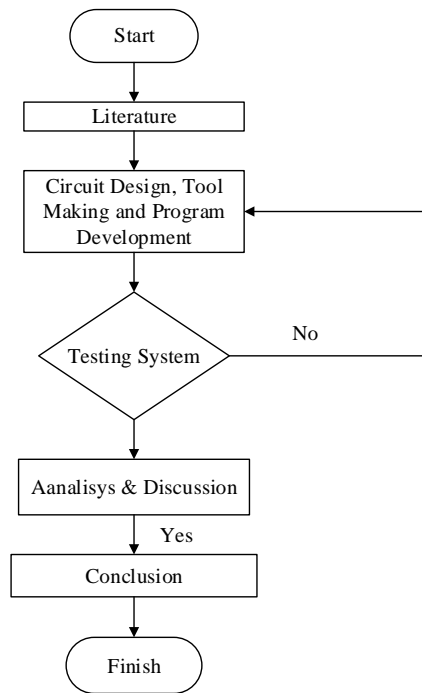 Start
Literature
Circuit Design, Tool
Making and Program
Development
Testing System
No
Aanalisys & Discussion
Yes
Conclusion
Finish